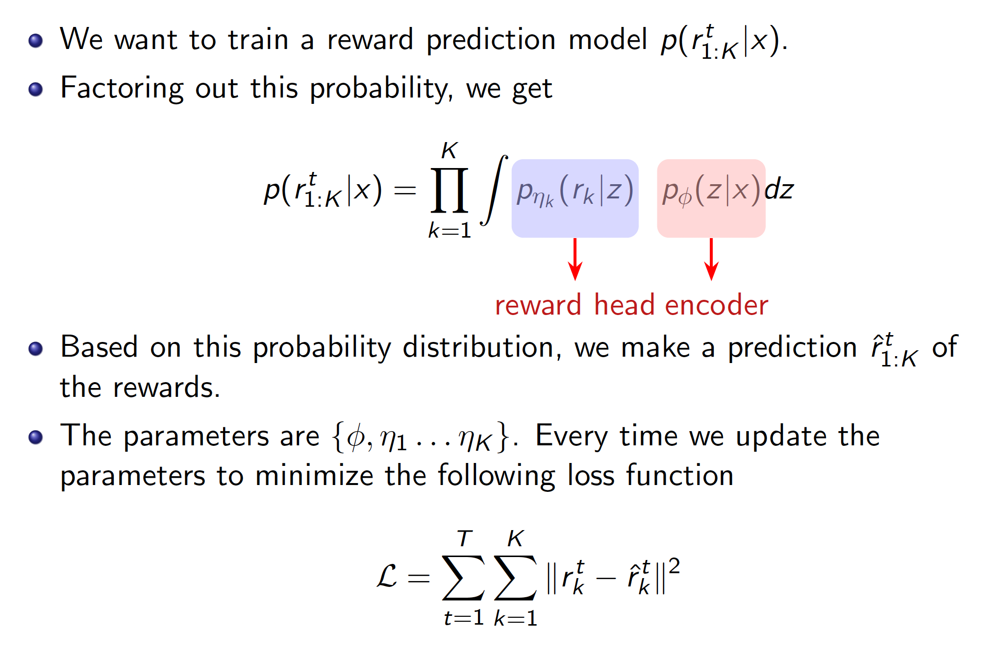 We want to train a reward prediction model $p(r^t_{1:K}|x)$.
Factoring out this probability, we get
$p(r^t_{1:K}|x) = \prod_{k=1}^{K} \int p_{\eta_k}(r_k|z) \; p_\phi(z|x) dz$
reward head encoder
Based on this probability distribution, we make a prediction $\hat{r}^t_{1:K}$ of
the rewards.
The parameters are $\{\phi, \eta_1 \ldots \eta_K\}$. Every time we update the
parameters to minimize the following loss function
$\mathcal{L} = \sum_{t=1}^{T} \sum_{k=1}^{K} \|r^t_k - \hat{r}^t_k\|^2$